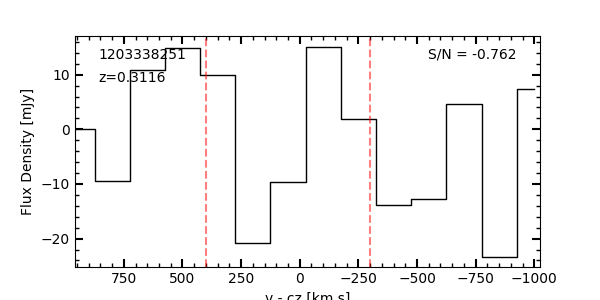 1203338251
S/N = -0.762
z=0.3116
Flux Density [mJy]
10
0
−10
−20
750 500 250 0 −250 −500 −750 −1000
v - cz [km s]